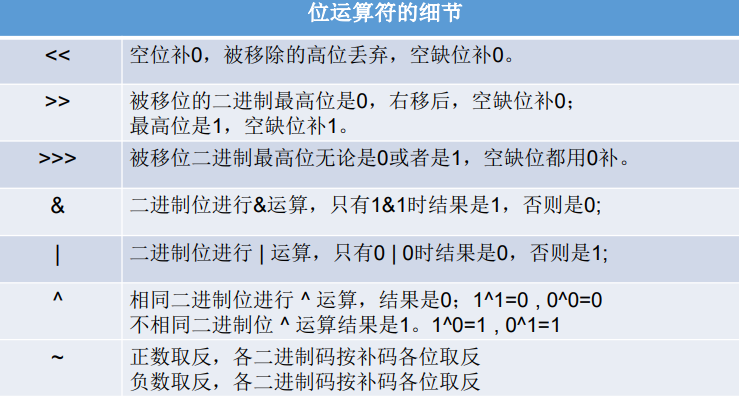 位运算符的细节
<< 空位补0，被移除的高位丢弃，空缺位补0。
>> 被移位的二进制最高位是0，右移后，空缺位补0；
最高位是1，空缺位补1。
>>> 被移位二进制最高位无论是0或者是1，空缺位都用0补。
& 二进制位进行&运算，只有1&1时结果是1，否则是0;
| 二进制位进行 | 运算，只有0 | 0时结果是0，否则是1;
^ 相同二进制位进行 ^ 运算，结果是0；1^1=0 , 0^0=0
不相同二进制位 ^ 运算结果是1。1^0=1 , 0^1=1
~ 正数取反，各二进制码按补码各位取反
负数取反，各二进制码按补码各位取反